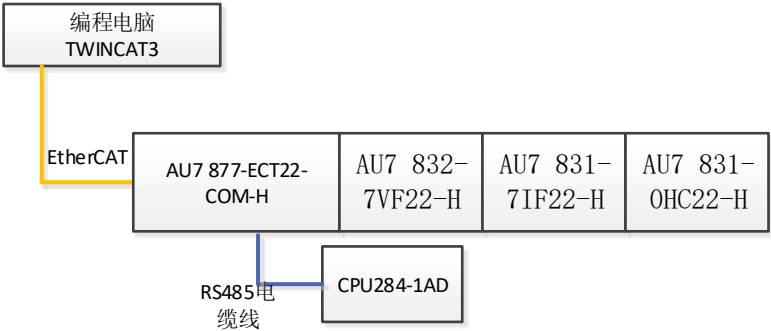 编程电脑
TWINCAT3
EtherCAT
AU7 877-ECT22-
COM-H
AU7 832-
7VF22-H
AU7 831-
7IF22-H
AU7 831-
0HC22-H
RS485电
缆线
CPU284-1AD